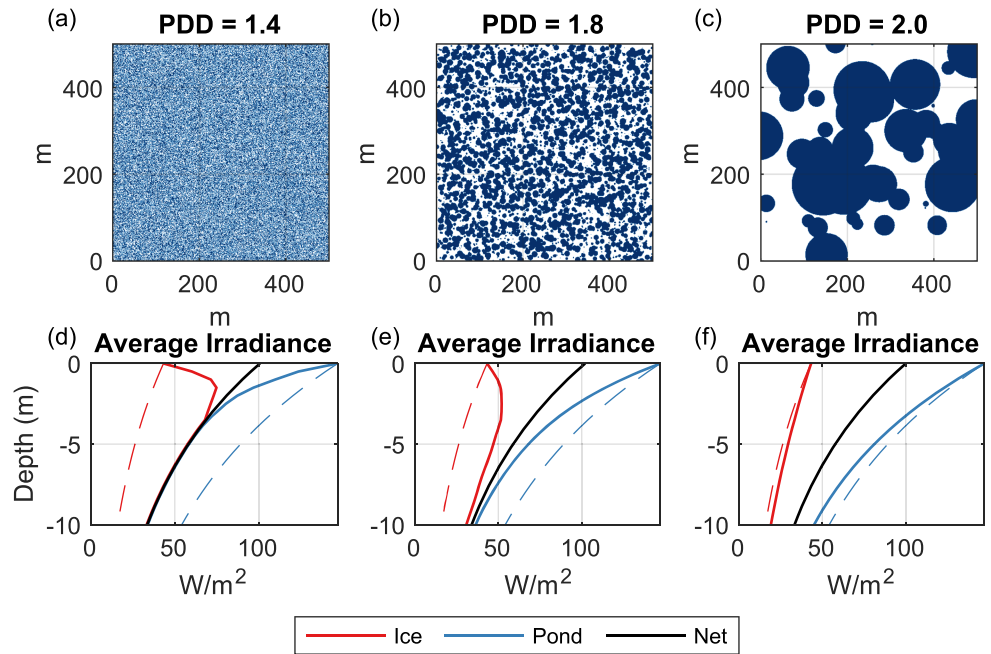 (a) PDD = 1.4
(b) PDD = 1.8
(c) PDD = 2.0
400
200
0
m
0 200 400
m
400
200
0
m
0 200 400
m
400
200
0
m
0 200 400
m
(d) Average Irradiance
(e) Average Irradiance
(f) Average Irradiance
0
-5
-10
Depth (m)
0 50 100
W/m²
0
-5
-10
0 50 100
W/m²
0
-5
-10
0 50 100
W/m²
Ice Pond Net